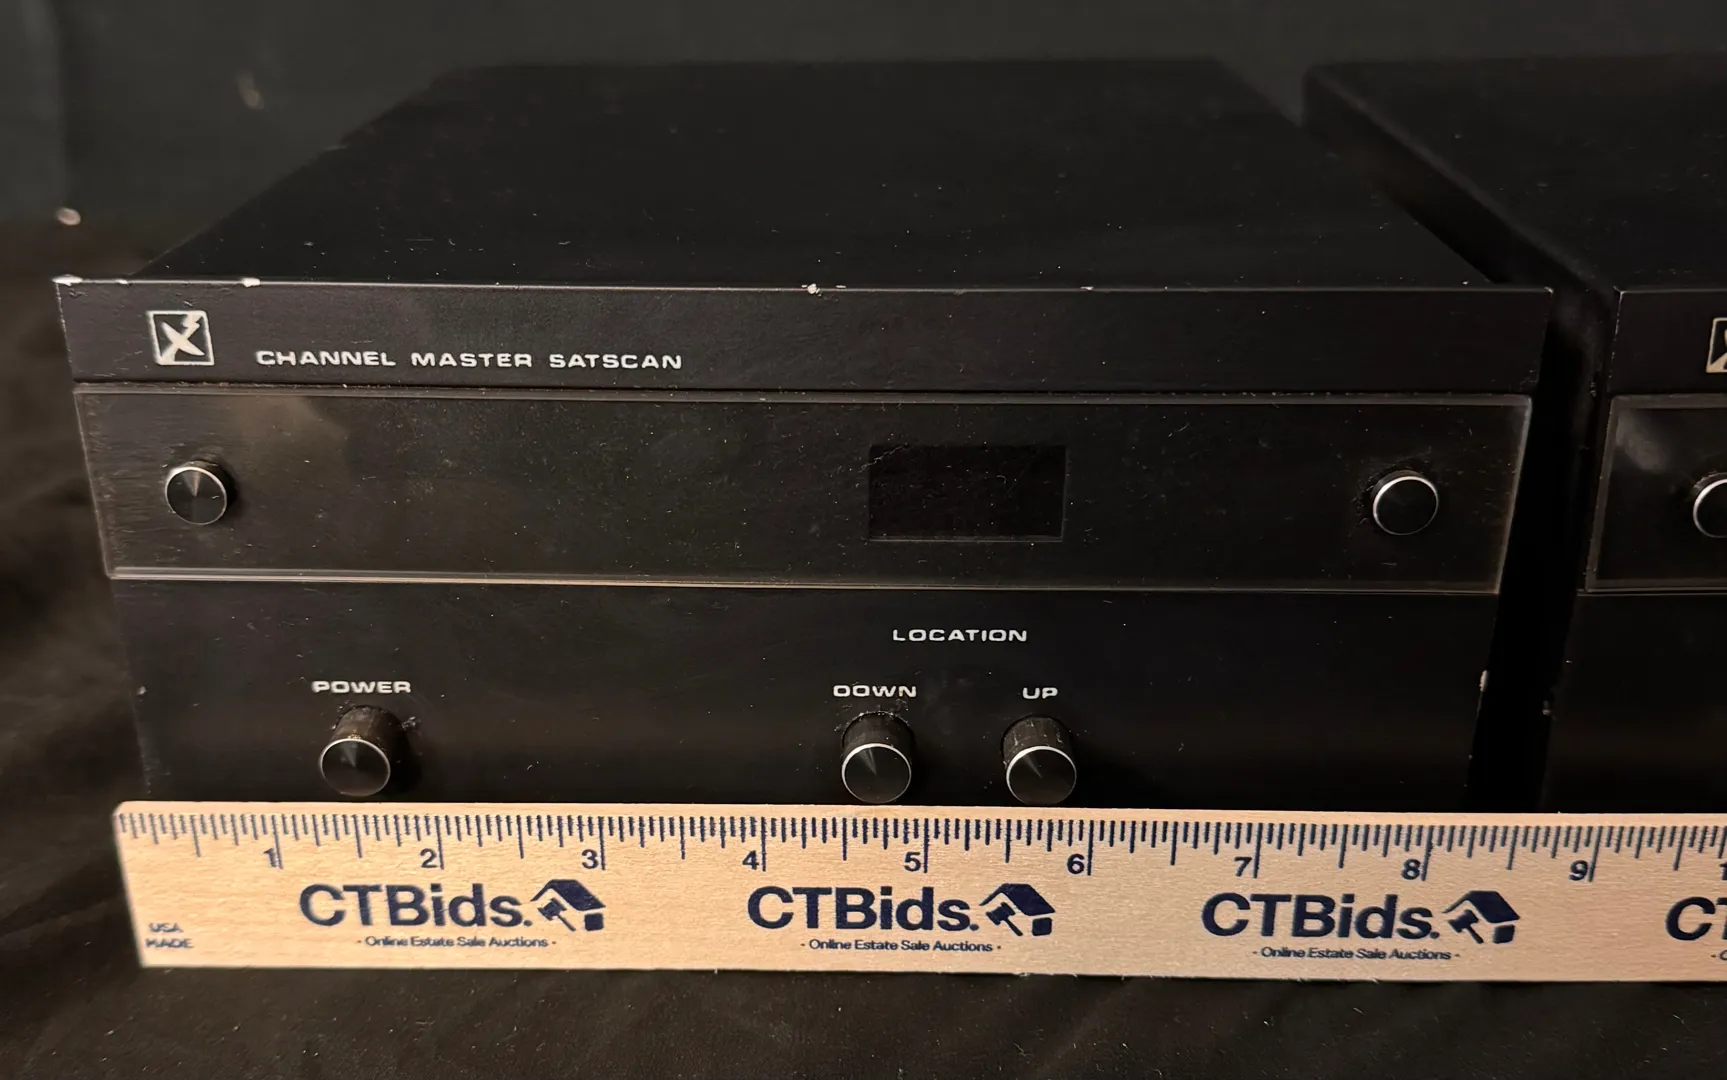 CHANNEL MASTER SATSCAN
LOCATION
POWER
DOWN
UP
1 2 3 4 5 6 7 8 9
CTBids. CTBids. CTBids.
- Online Estate Sale Auctions - - Online Estate Sale Auctions - - Online Estate Sale Auctions -
USA
MADE